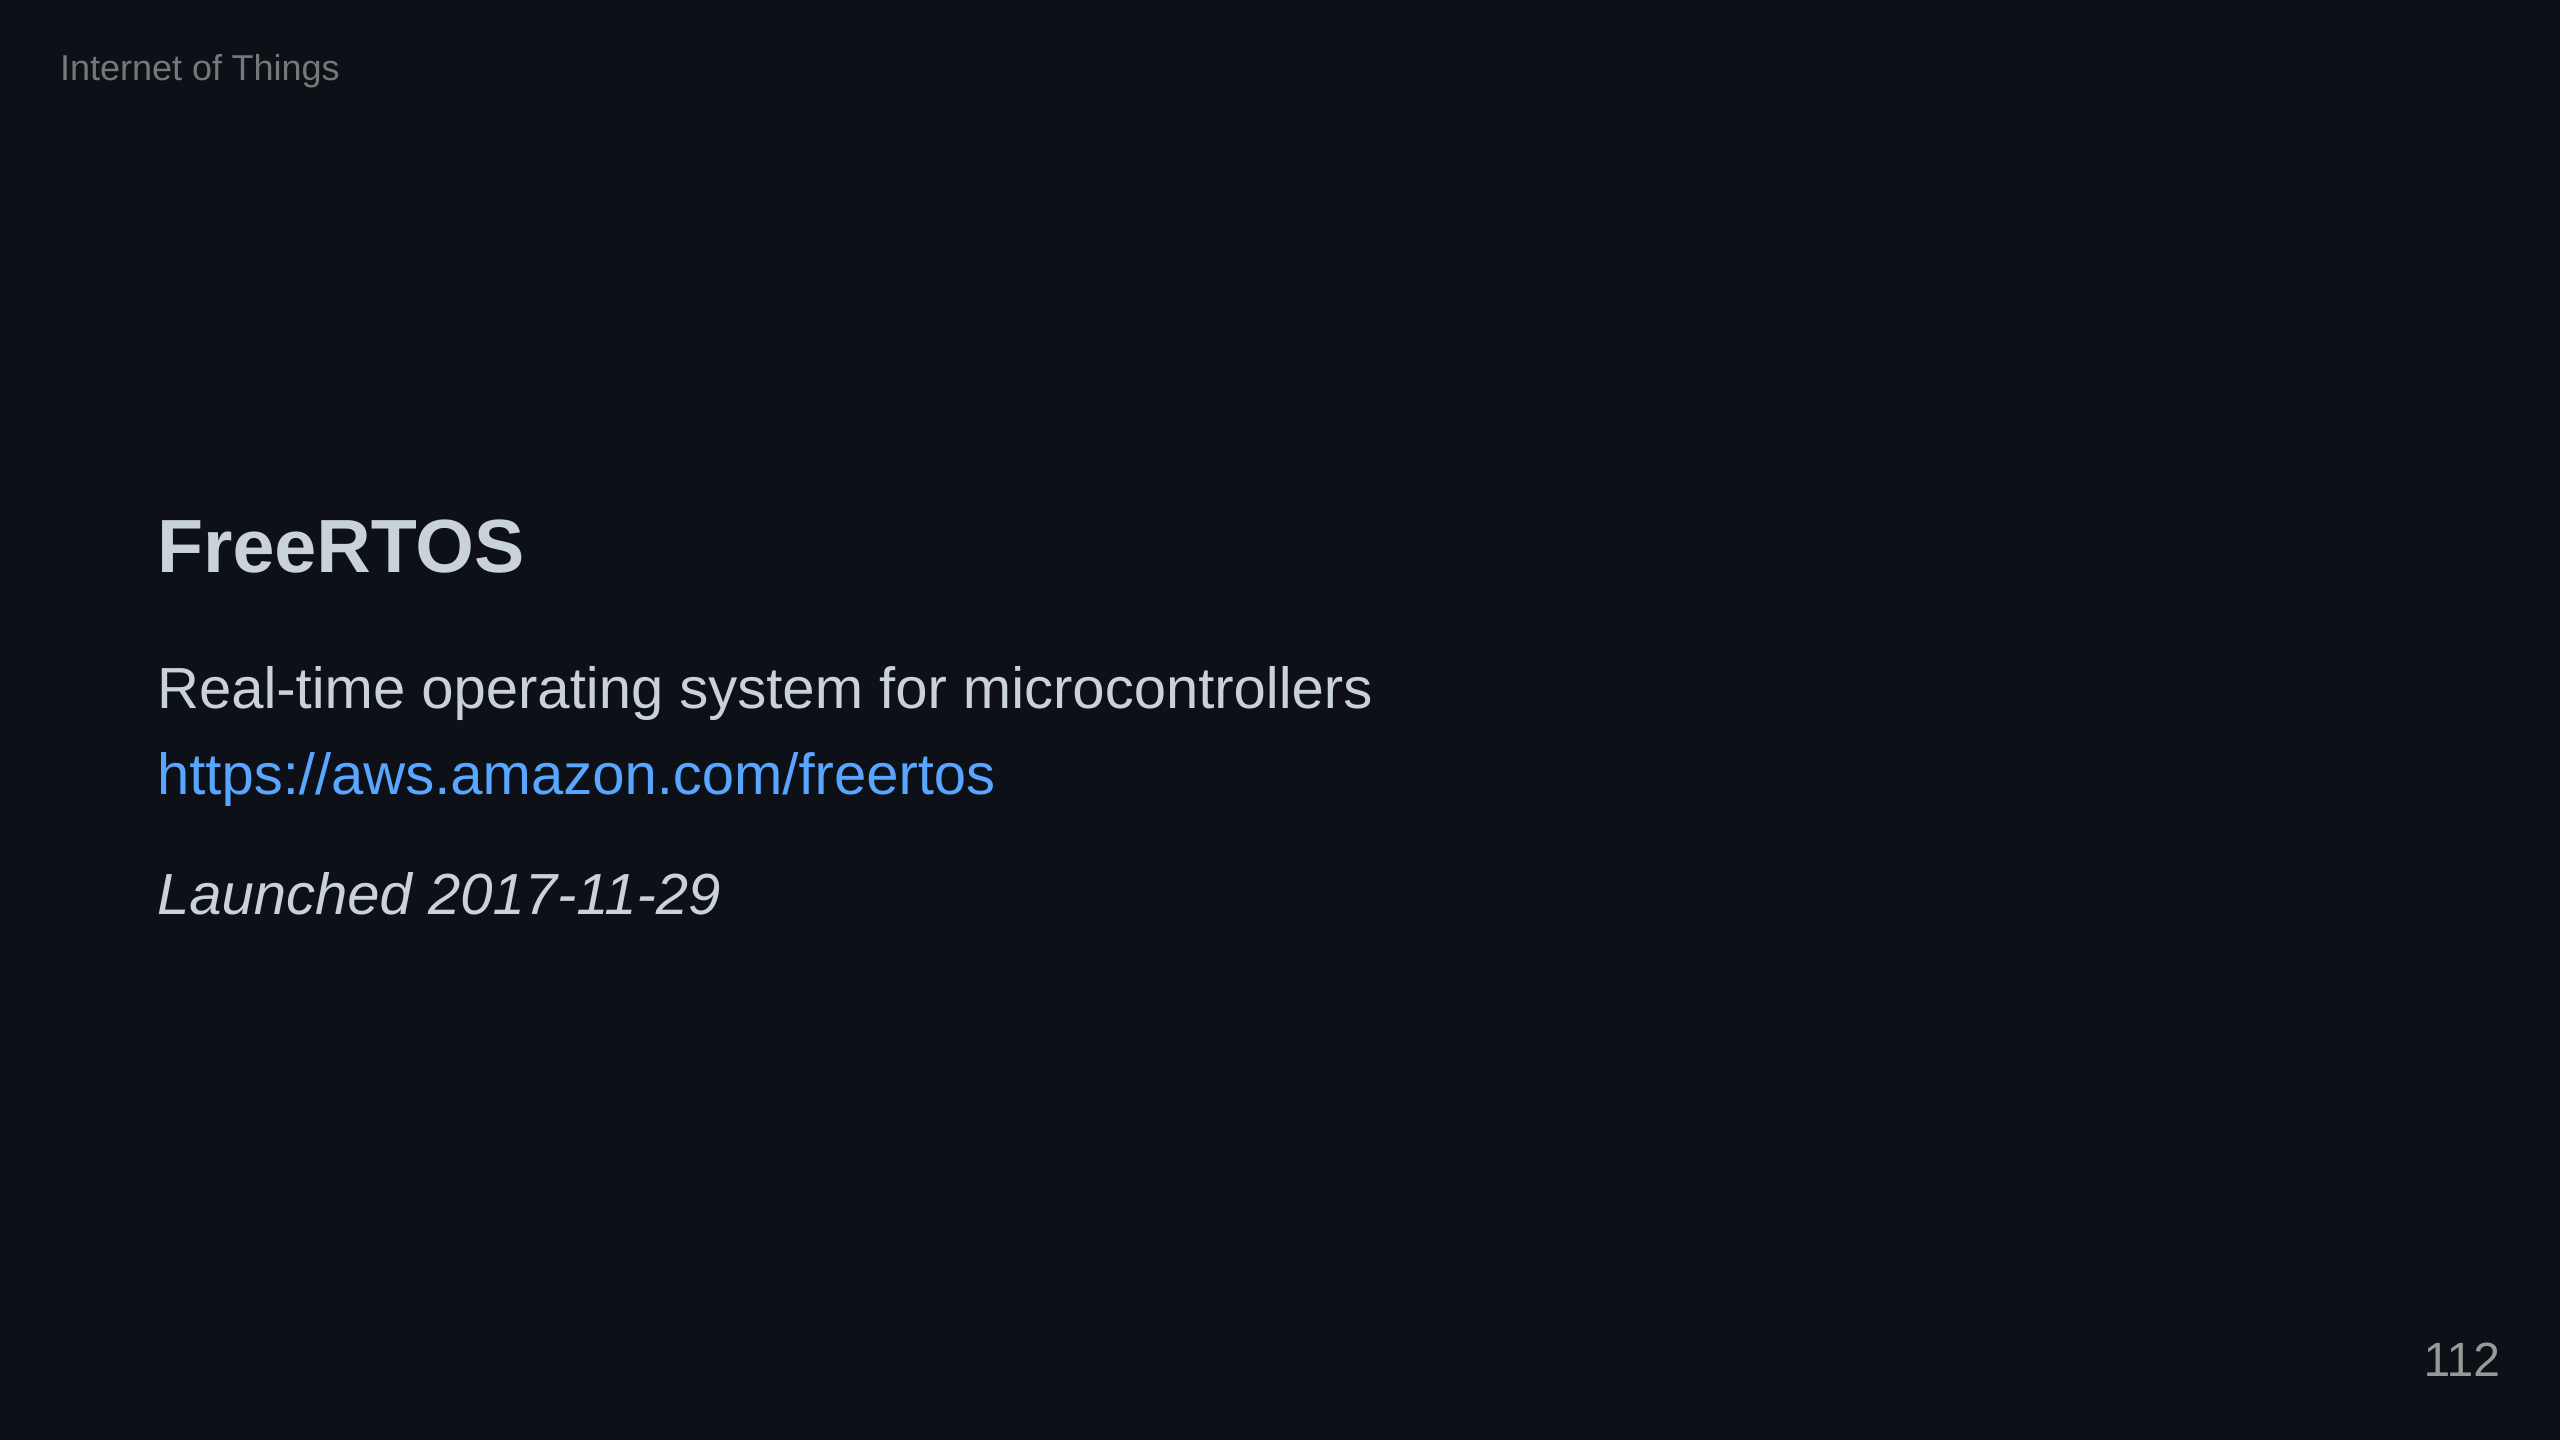 Internet of Things
FreeRTOS
Real-time operating system for microcontrollers
https://aws.amazon.com/freertos
Launched 2017-11-29
112